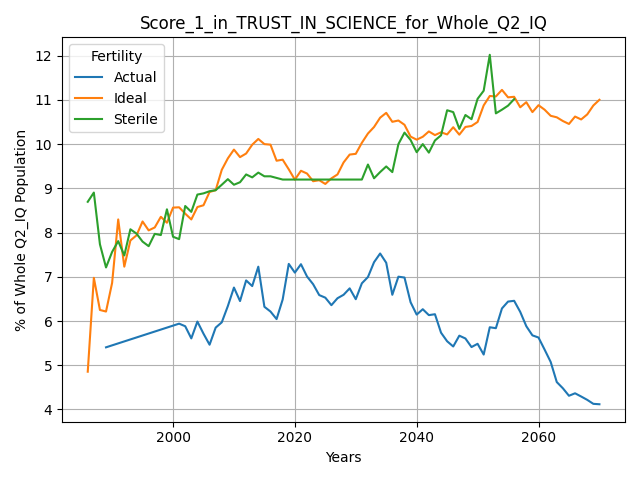 Score_1_in_TRUST_IN_SCIENCE_for_Whole_Q2_IQ
Fertility
Actual
Ideal
Sterile
% of Whole Q2_IQ Population
12
11
10
9
8
7
6
5
4
2000 2020 2040 2060
Years